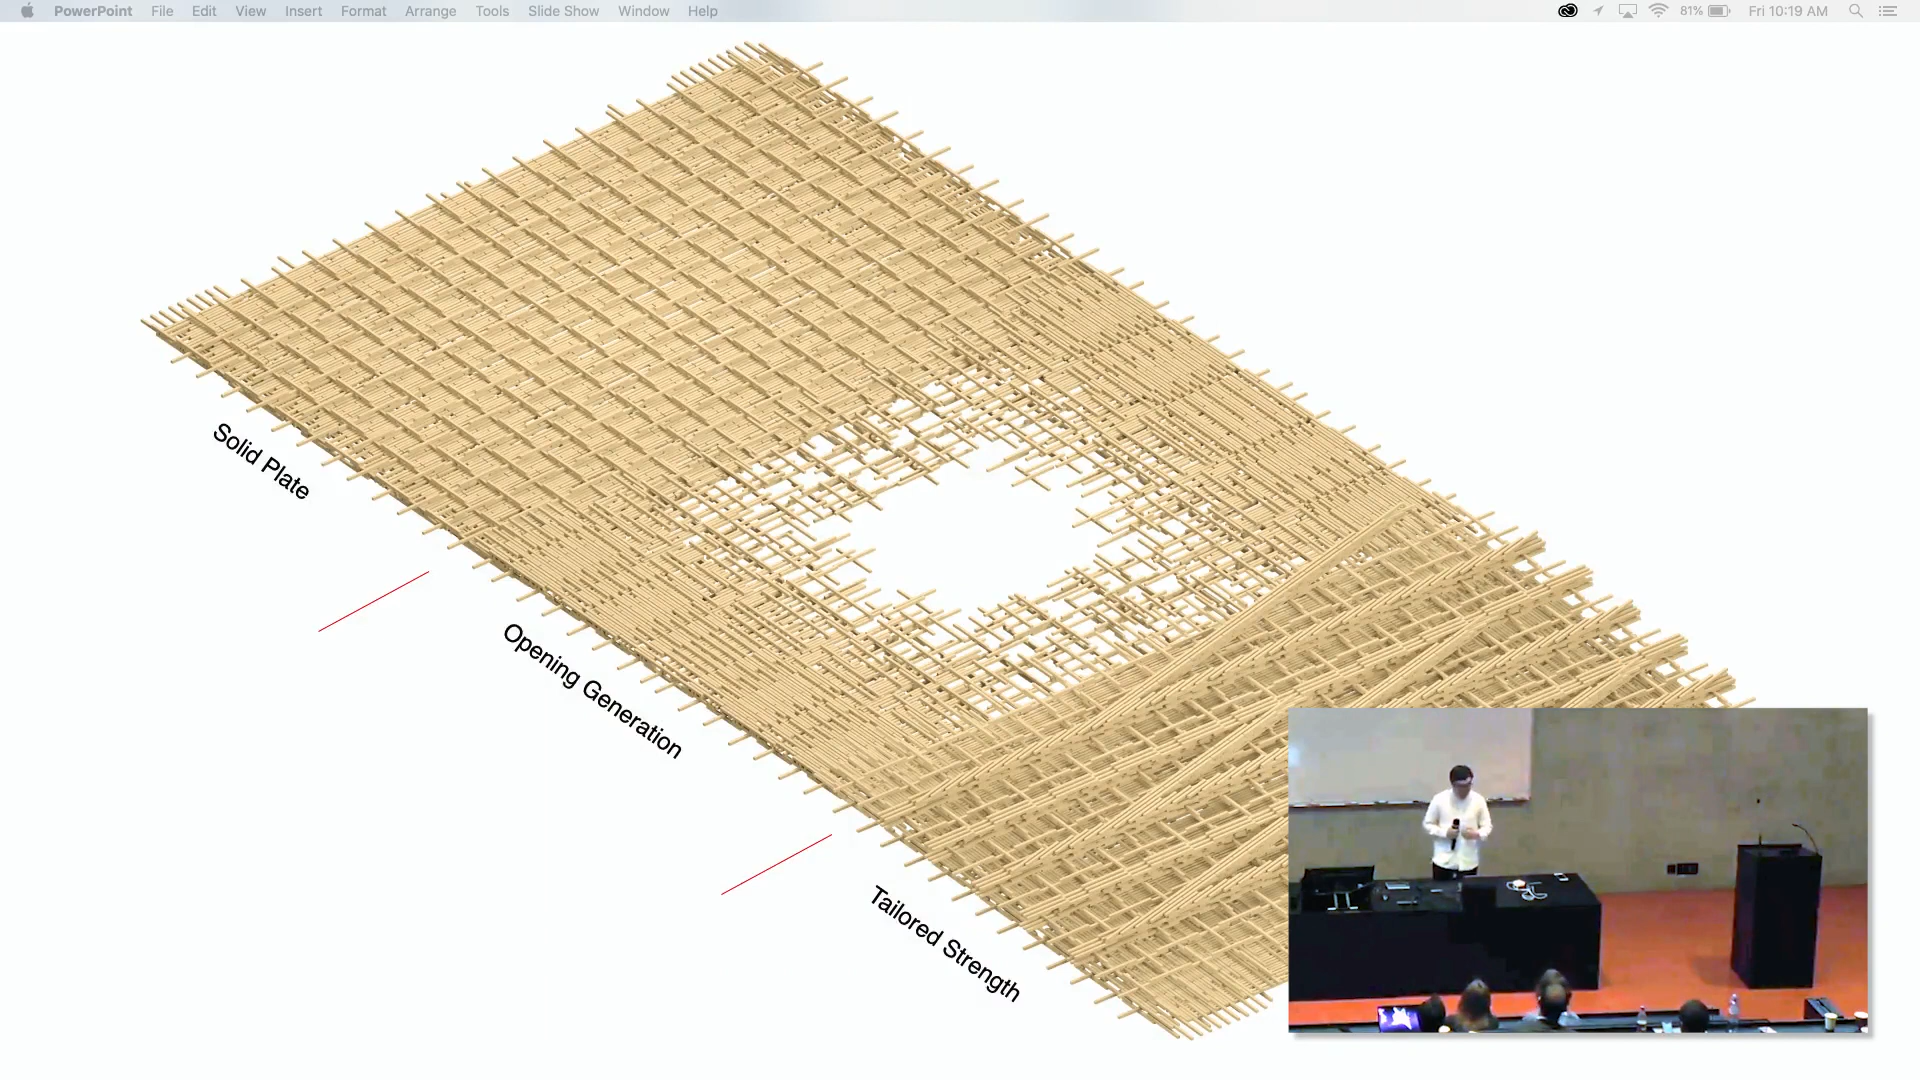 PowerPoint File Edit View Insert Format Arrange Tools Slide Show Window Help 81% Fri 10:19 AM
Solid Plate
Opening Generation
Tailored Strength